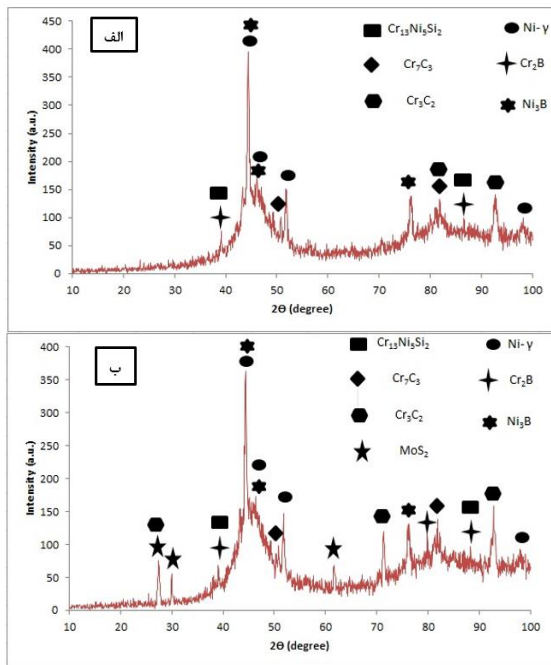 الف
Cr₁₃Ni₅Si₂
Ni-γ
Cr₇C₃
Cr₂B
Cr₃C₂
Ni₃B
Intensity (a.u.)
450
400
350
300
250
200
150
100
50
0
10 20 30 40 50 60 70 80 90 100
2Θ (degree)
ب
Cr₁₃Ni₅Si₂
Ni-γ
Cr₇C₃
Cr₂B
Cr₃C₂
Ni₃B
MoS₂
Intensity (a.u.)
400
350
300
250
200
150
100
50
0
10 20 30 40 50 60 70 80 90 100
2Θ (degree)